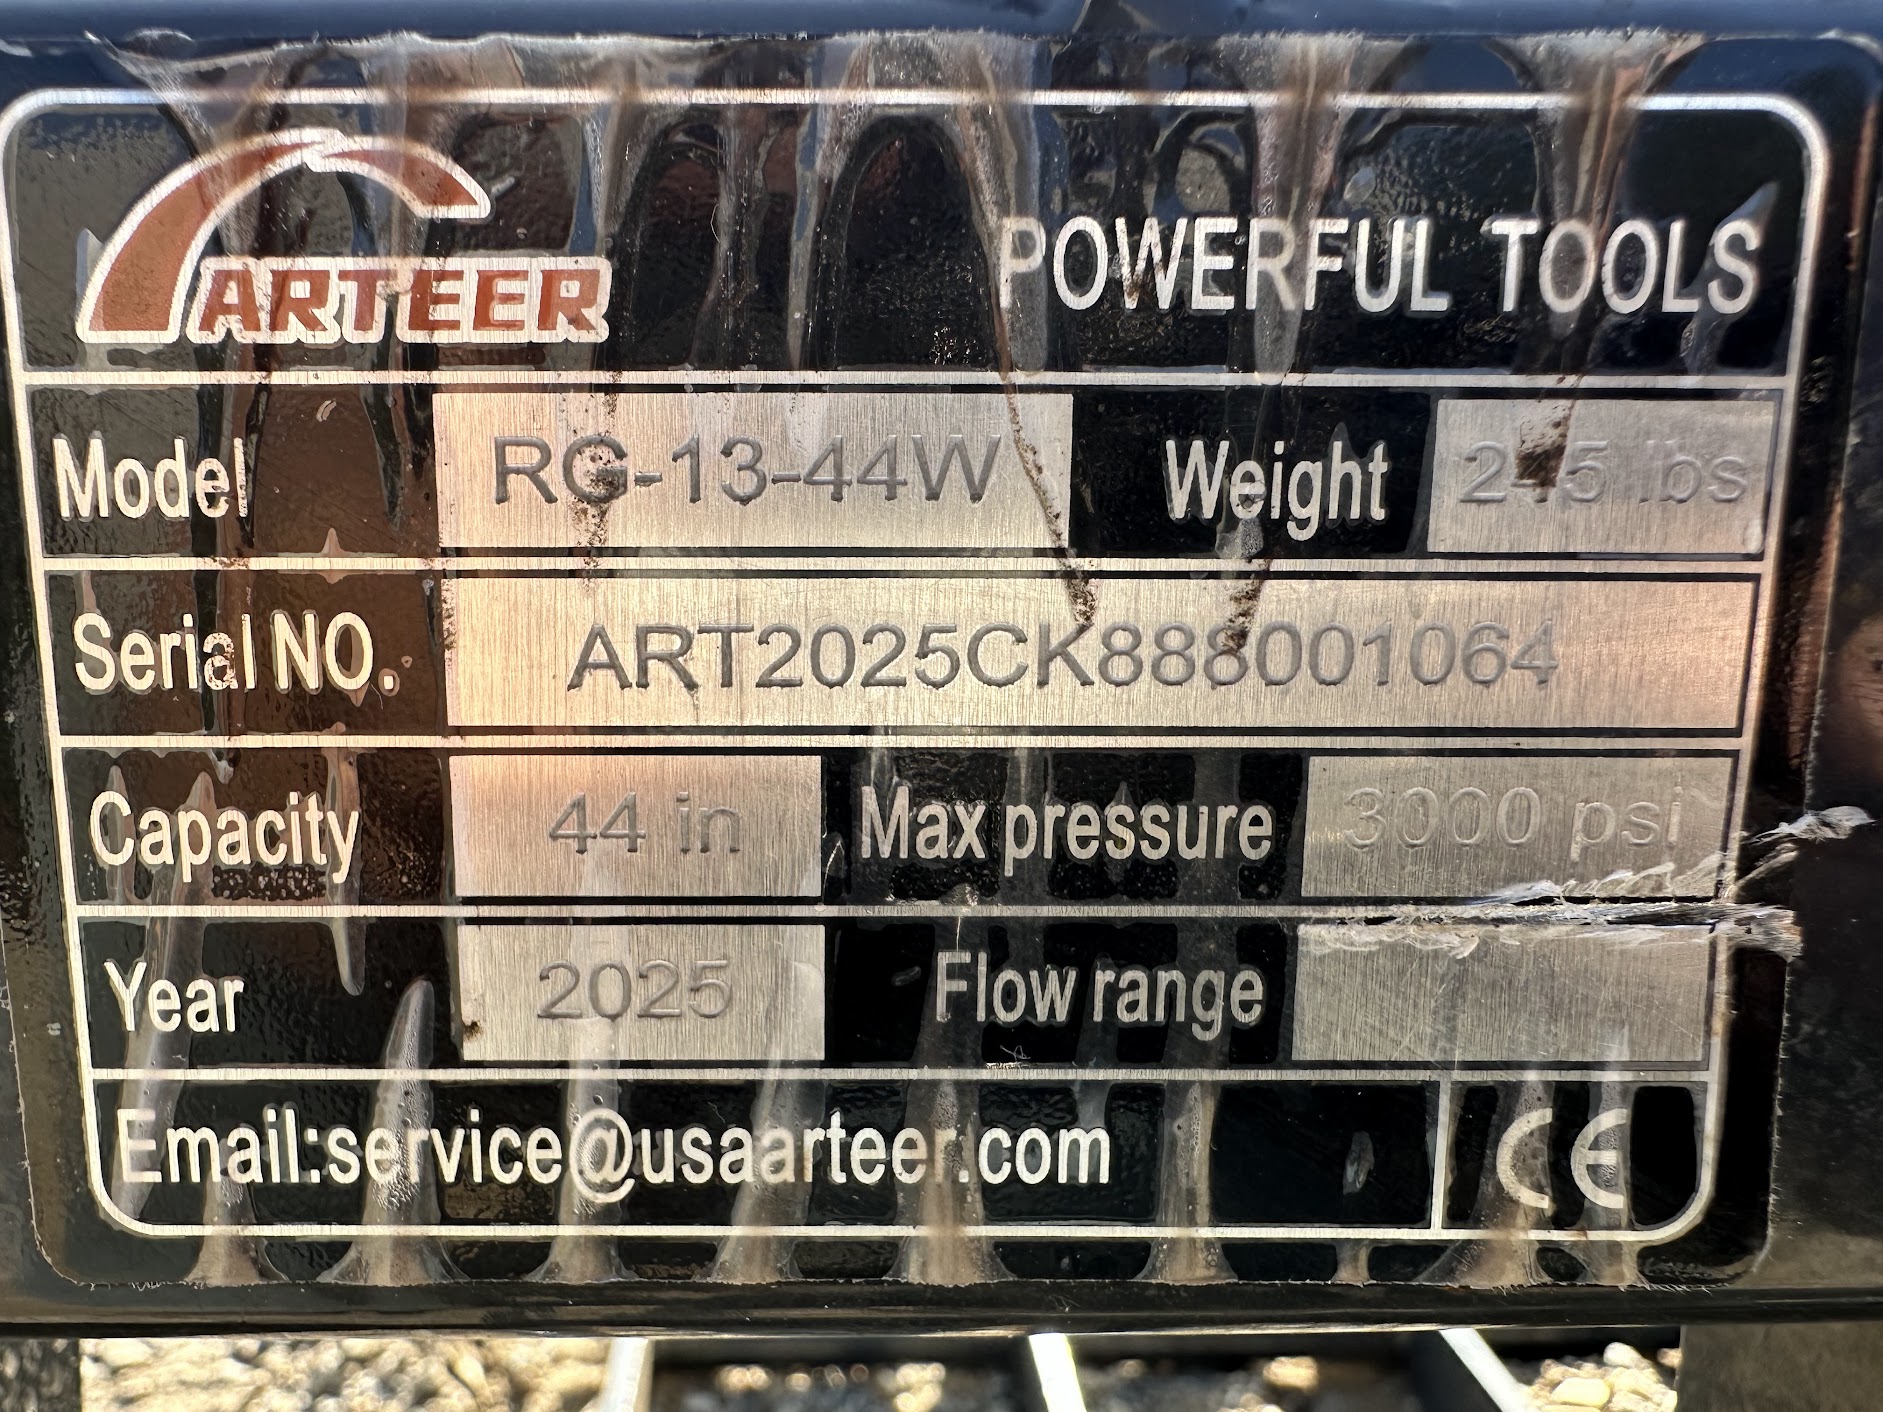 ARTEER POWERFUL TOOLS
Model RG-13-44W Weight lbs
Serial NO. ART2025CK888001064
Capacity 44 in Max pressure 3000 psi
Year 2025 Flow range
Email:service@usaarteer.com CE